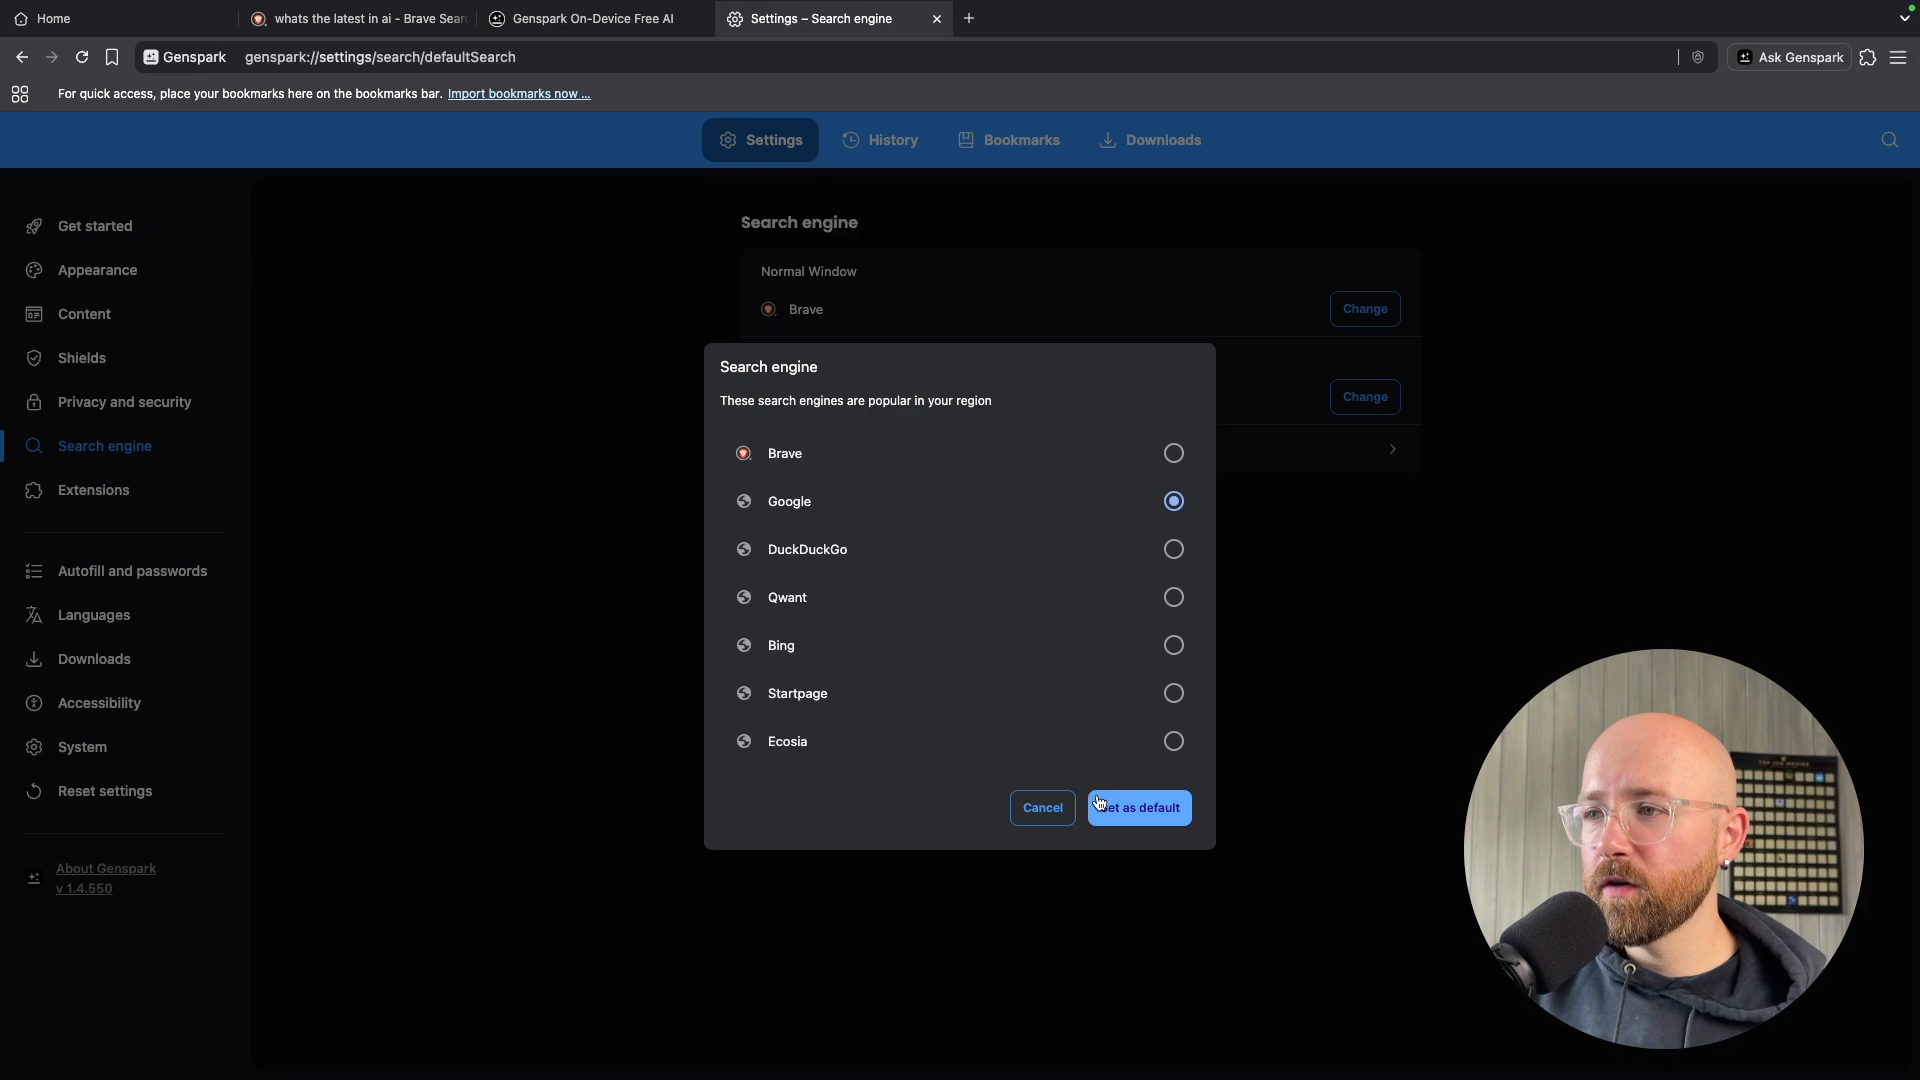 Home
whats the latest in ai - Brave Sear
Genspark On-Device Free AI
Settings – Search engine
Genspark
genspark://settings/search/defaultSearch
Ask Genspark
For quick access, place your bookmarks here on the bookmarks bar. Import bookmarks now ...
Settings
History
Bookmarks
Downloads
Get started
Appearance
Content
Shields
Privacy and security
Search engine
Extensions
Autofill and passwords
Languages
Downloads
Accessibility
System
Reset settings
About Genspark
v 1.4.550
Search engine
Normal Window
Brave
Change
Change
Search engine
These search engines are popular in your region
Brave
Google
DuckDuckGo
Qwant
Bing
Startpage
Ecosia
Cancel
et as default